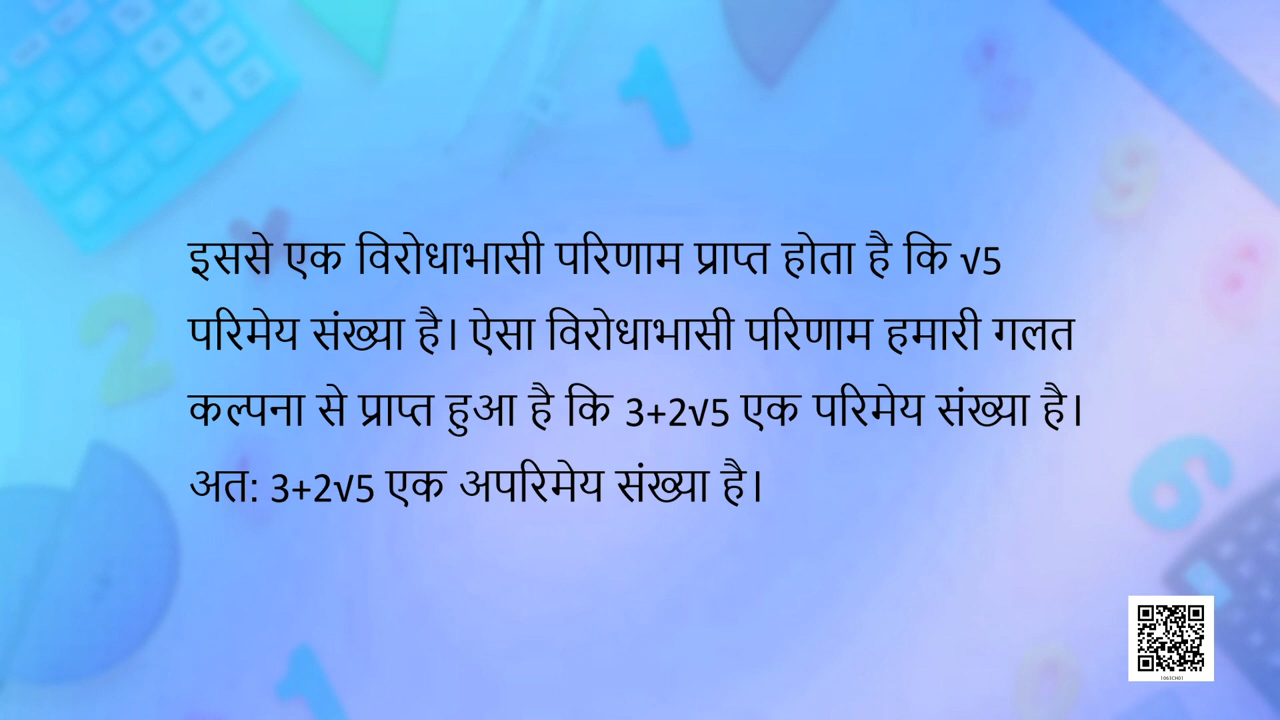 इससे एक विरोधाभासी परिणाम प्राप्त होता है कि √5
परिमेय संख्या है। ऐसा विरोधाभासी परिणाम हमारी गलत
कल्पना से प्राप्त हुआ है कि 3+2√5 एक परिमेय संख्या है।
अत: 3+2√5 एक अपरिमेय संख्या है।
1063CH01